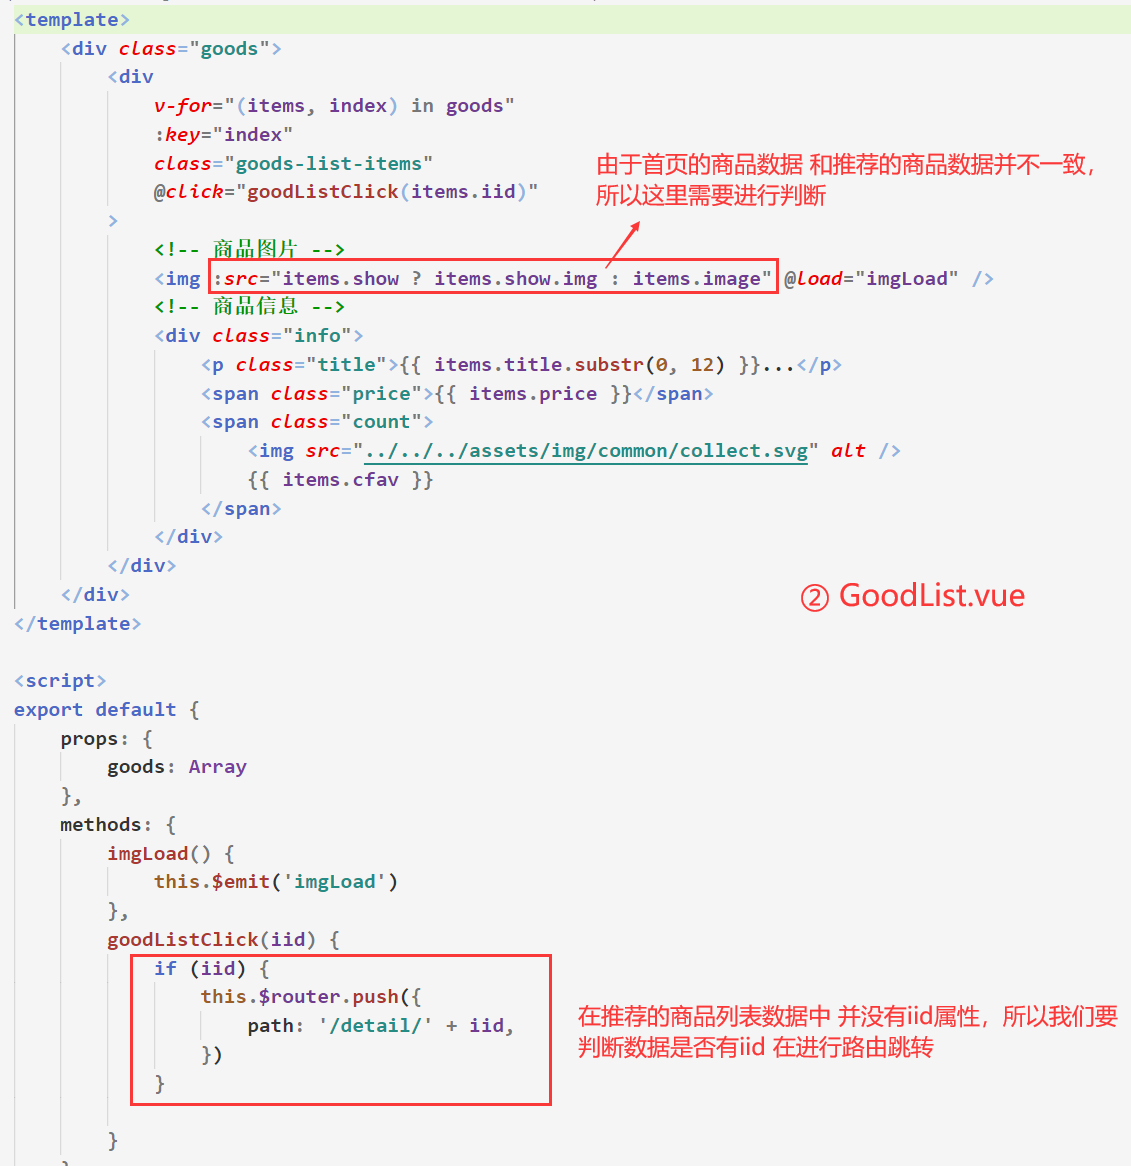 <template>
<div class="goods">
<div
v-for="(items, index) in goods"
:key="index"
class="goods-list-items"
@click="goodListClick(items.iid)"
>
由于首页的商品数据 和推荐的商品数据并不一致，
所以这里需要进行判断
<!-- 商品图片 -->
<img :src="items.show ? items.show.img : items.image" @load="imgLoad" />
<!-- 商品信息 -->
<div class="info">
<p class="title">{{ items.title.substr(0, 12) }}...</p>
<span class="price">{{ items.price }}</span>
<span class="count">
<img src="../../../assets/img/common/collect.svg" alt />
{{ items.cfav }}
</span>
</div>
</div>
</div>
② GoodList.vue
</template>
<script>
export default {
props: {
goods: Array
},
methods: {
imgLoad() {
this.$emit('imgLoad')
},
goodListClick(iid) {
if (iid) {
this.$router.push({
path: '/detail/' + iid,
})
}
在推荐的商品列表数据中 并没有iid属性，所以我们要
判断数据是否有iid 在进行路由跳转
}